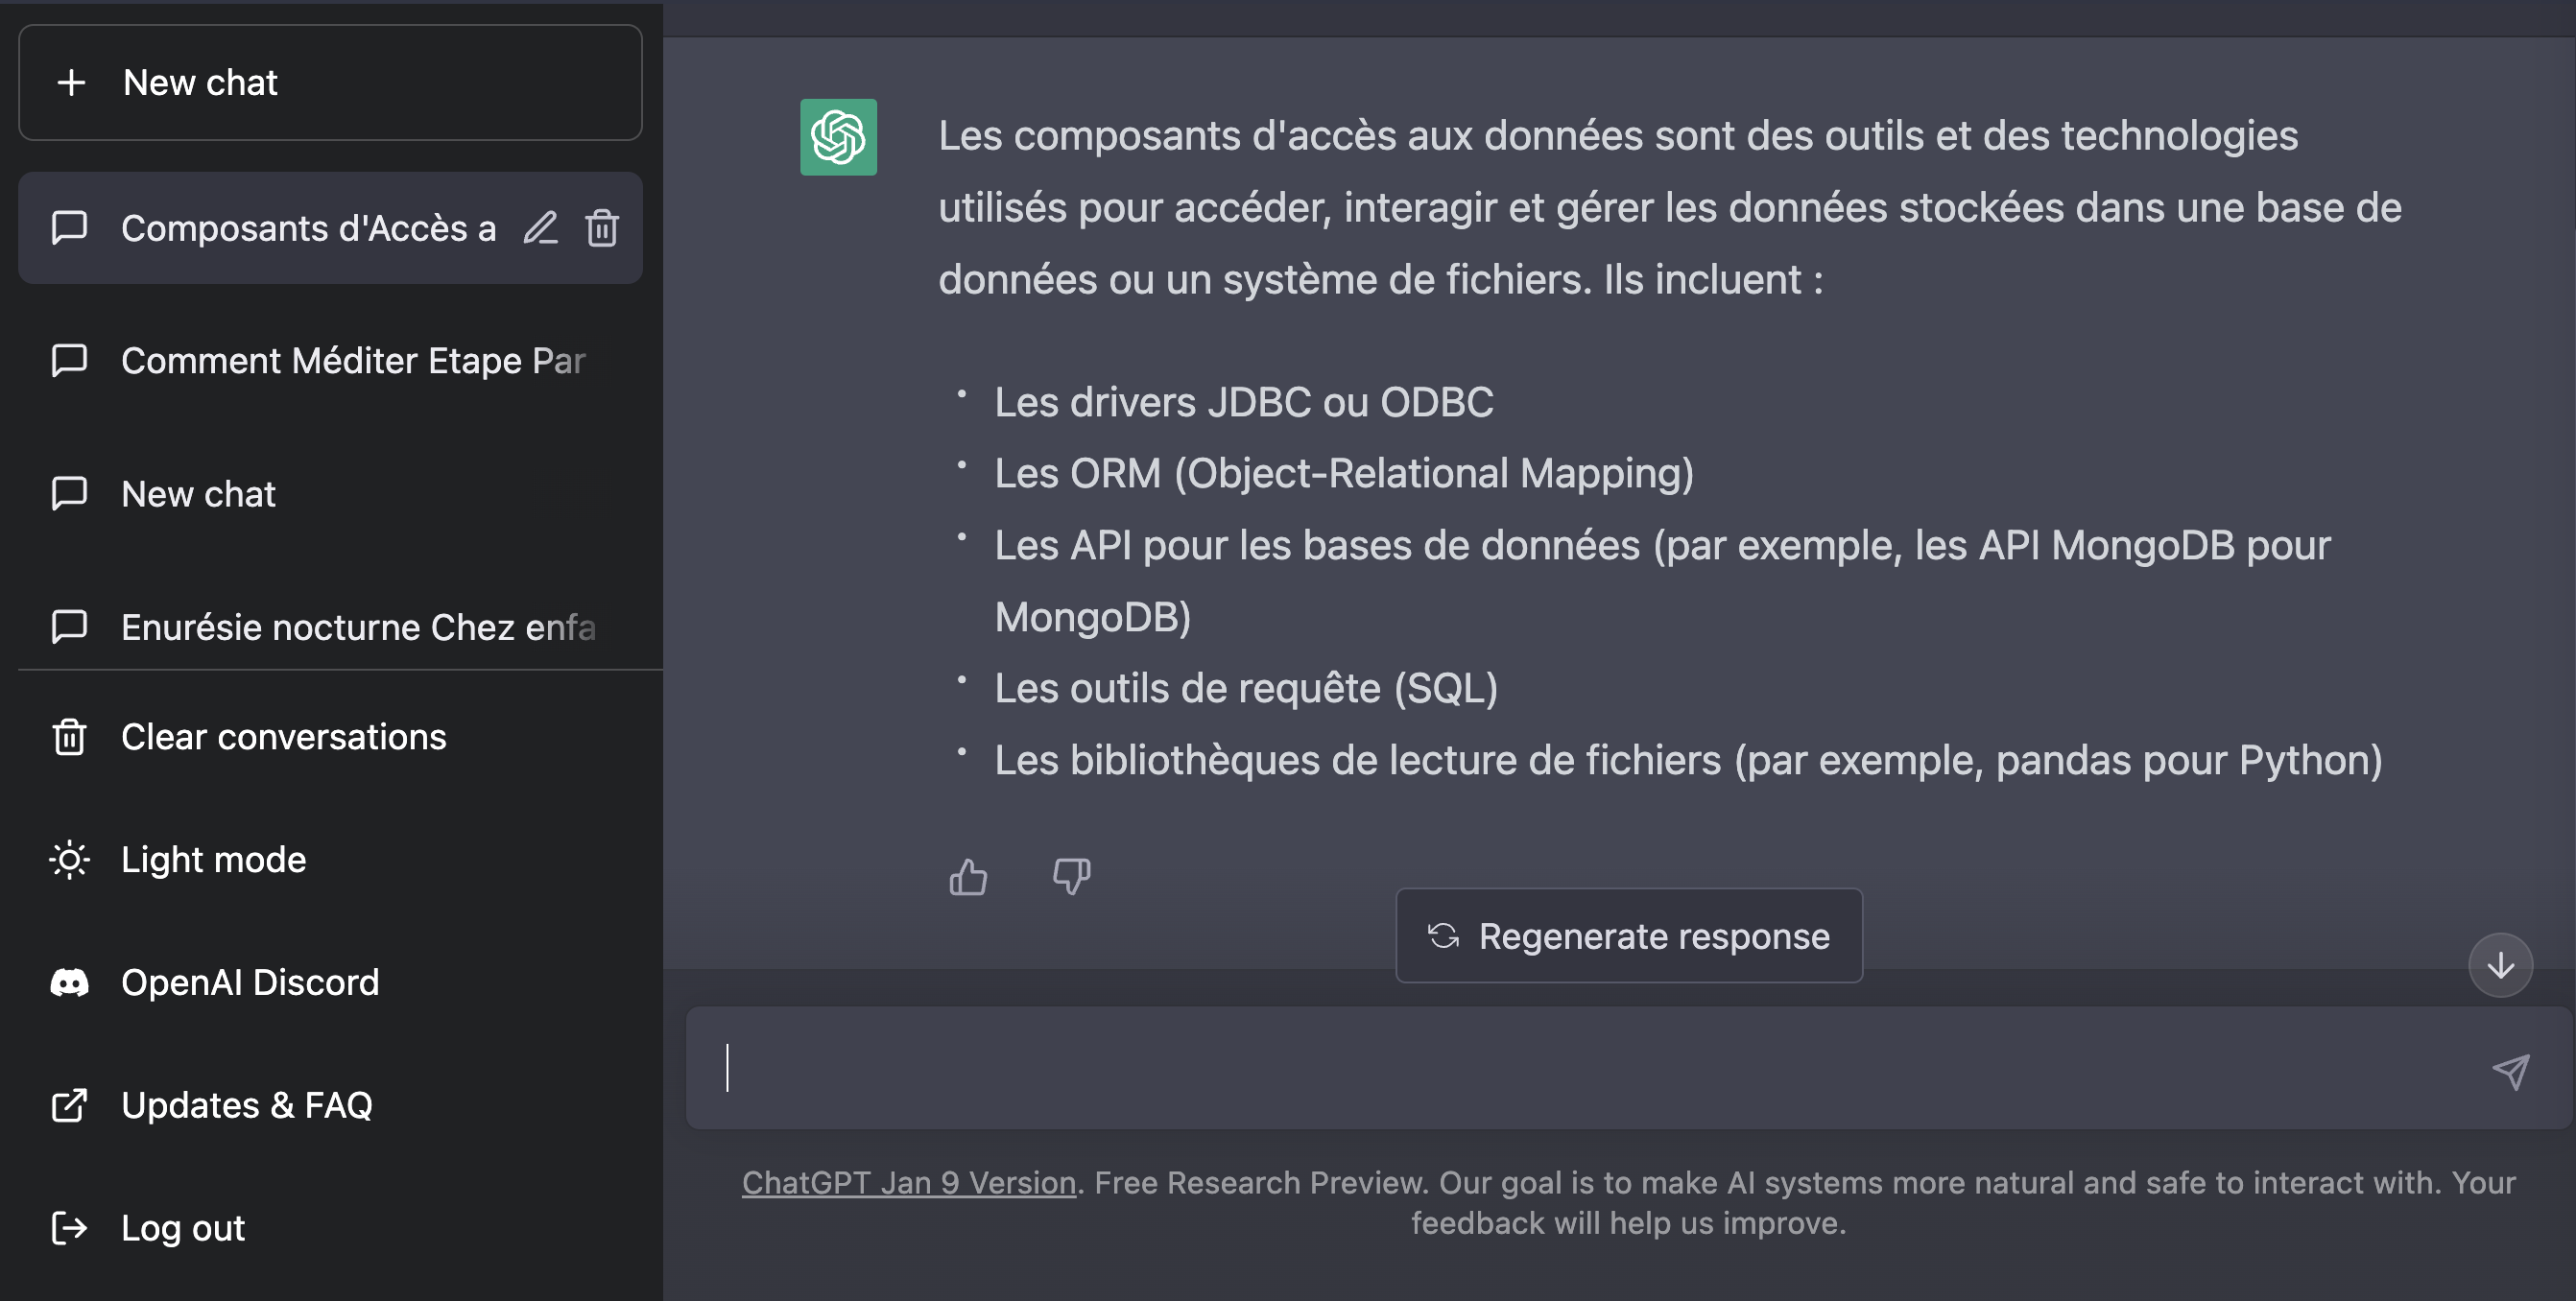 New chat
Composants d'Accès a
Comment Méditer Etape Par
New chat
Enurésie nocturne Chez enfa
Clear conversations
Light mode
OpenAI Discord
Updates & FAQ
Log out
Les composants d'accès aux données sont des outils et des technologies
utilisés pour accéder, interagir et gérer les données stockées dans une base de
données ou un système de fichiers. Ils incluent :
• Les drivers JDBC ou ODBC
• Les ORM (Object-Relational Mapping)
• Les API pour les bases de données (par exemple, les API MongoDB pour
MongoDB)
• Les outils de requête (SQL)
• Les bibliothèques de lecture de fichiers (par exemple, pandas pour Python)
Regenerate response
ChatGPT Jan 9 Version. Free Research Preview. Our goal is to make AI systems more natural and safe to interact with. Your
feedback will help us improve.